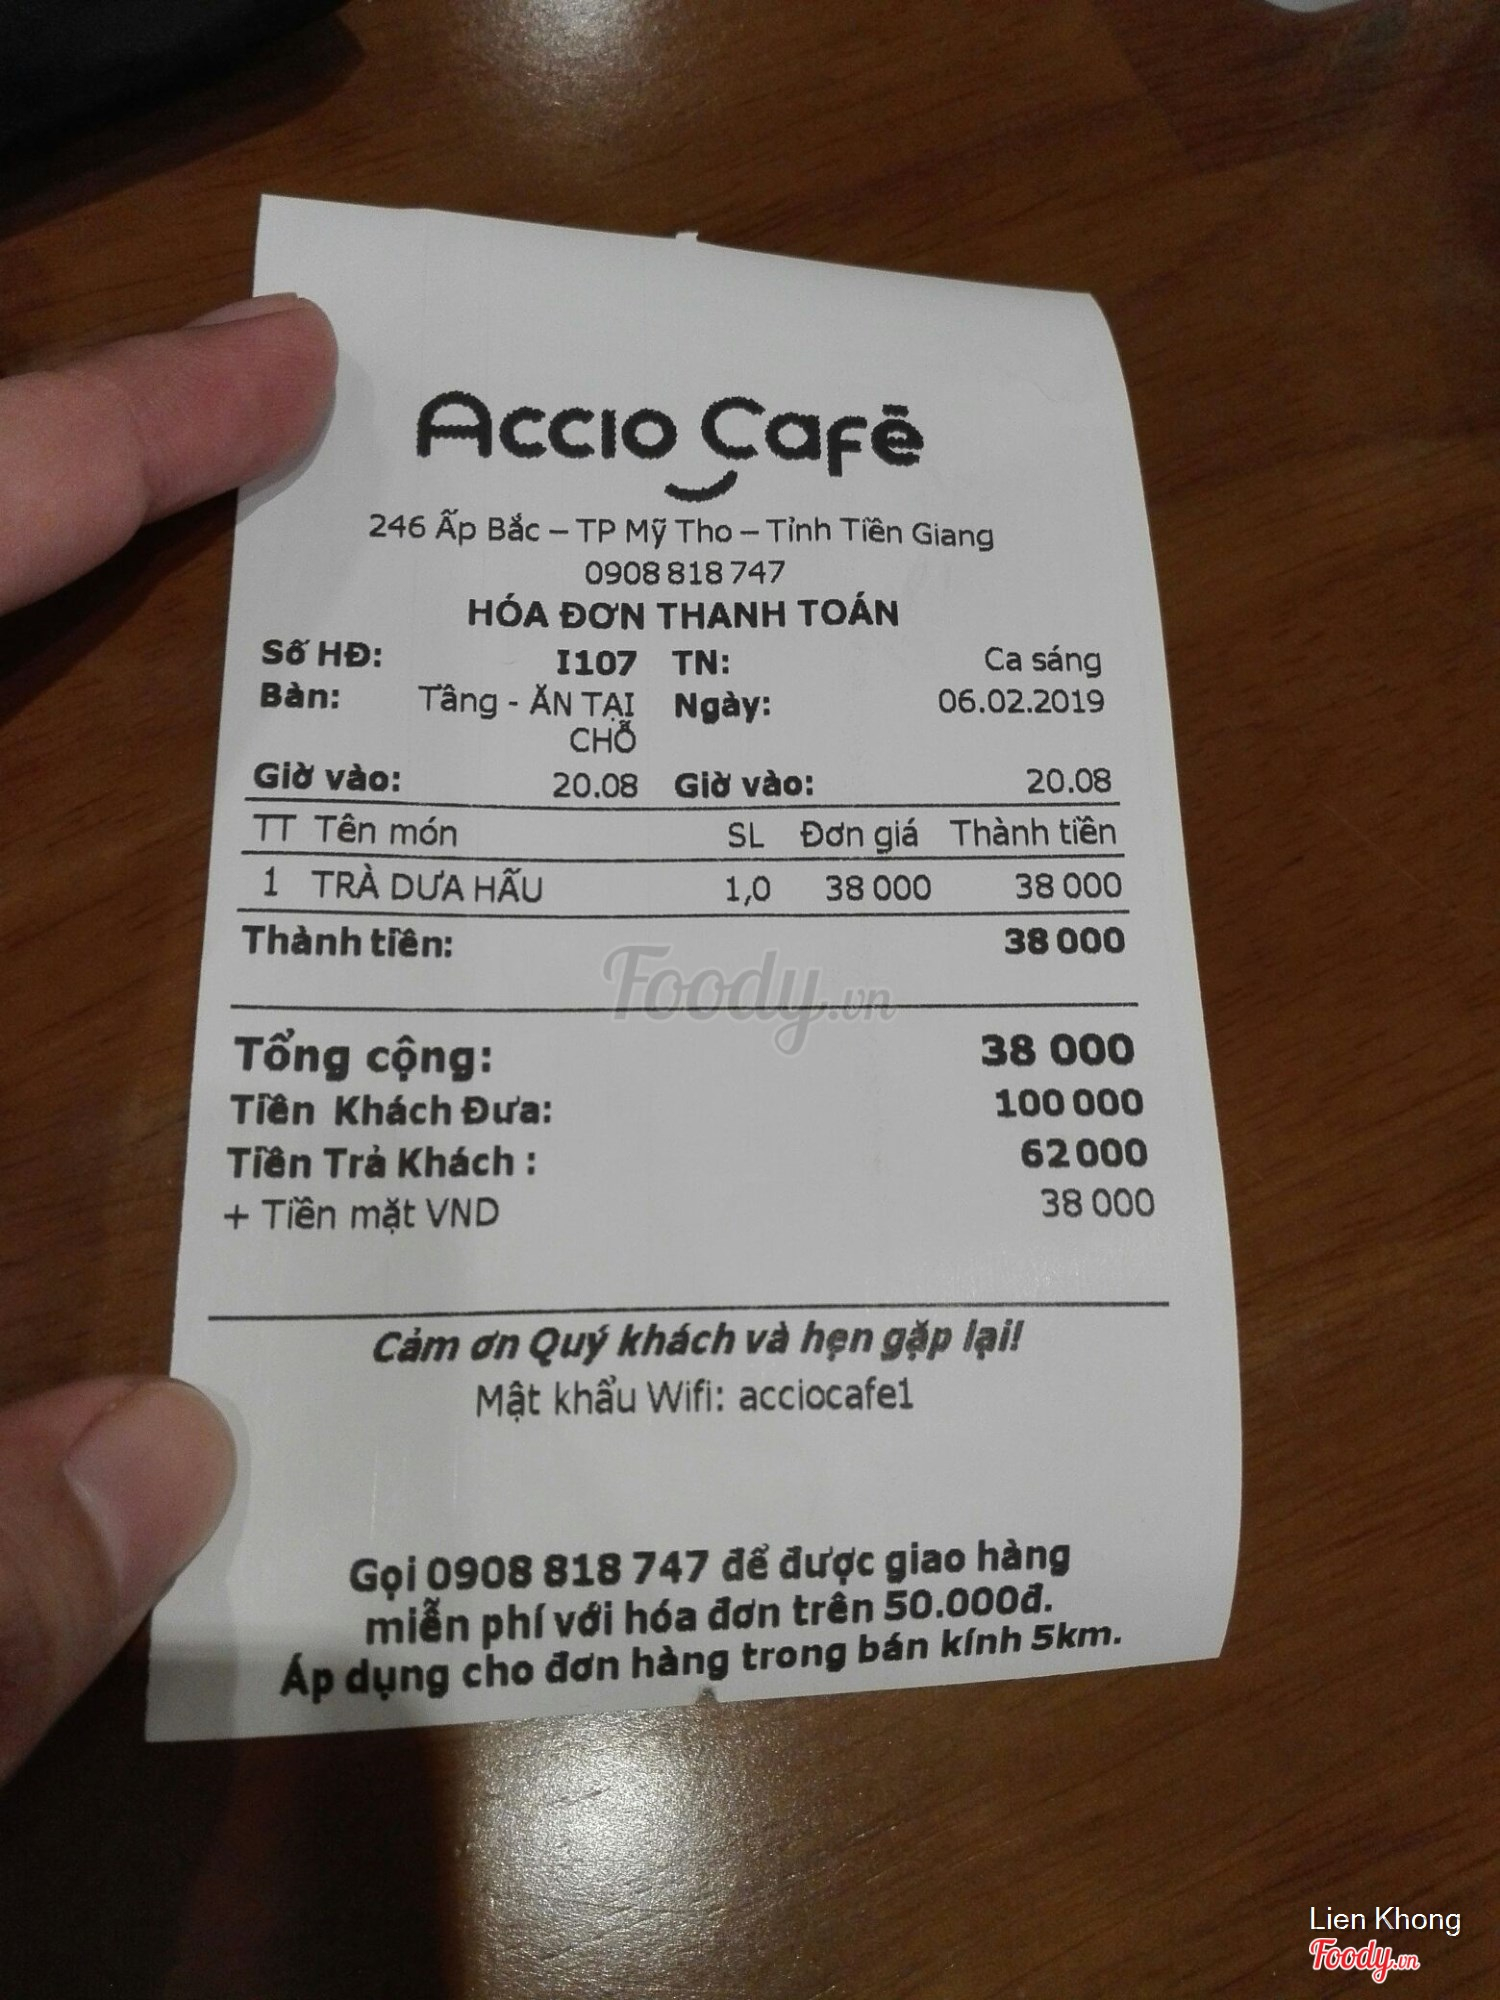 Accio Café
246 Ấp Bắc – TP Mỹ Tho – Tỉnh Tiền Giang
0908 818 747
HÓA ĐƠN THANH TOÁN
Số HĐ: I107 TN: Ca sáng
Bàn: Tầng - ĂN TẠI CHỖ Ngày: 06.02.2019
Giờ vào: 20.08 Giờ vào: 20.08
TT Tên món SL Đơn giá Thành tiền
1 TRÀ DƯA HẤU 1,0 38 000 38 000
Thành tiền: 38 000
Foody.vn
Tổng cộng: 38 000
Tiền Khách Đưa: 100 000
Tiền Trả Khách : 62 000
+ Tiền mặt VND 38 000
Cảm ơn Quý khách và hẹn gặp lại!
Mật khẩu Wifi: acciocafe1
Gọi 0908 818 747 để được giao hàng
miễn phí với hóa đơn trên 50.000đ.
Áp dụng cho đơn hàng trong bán kính 5km.
Lien Khong
Foody.vn